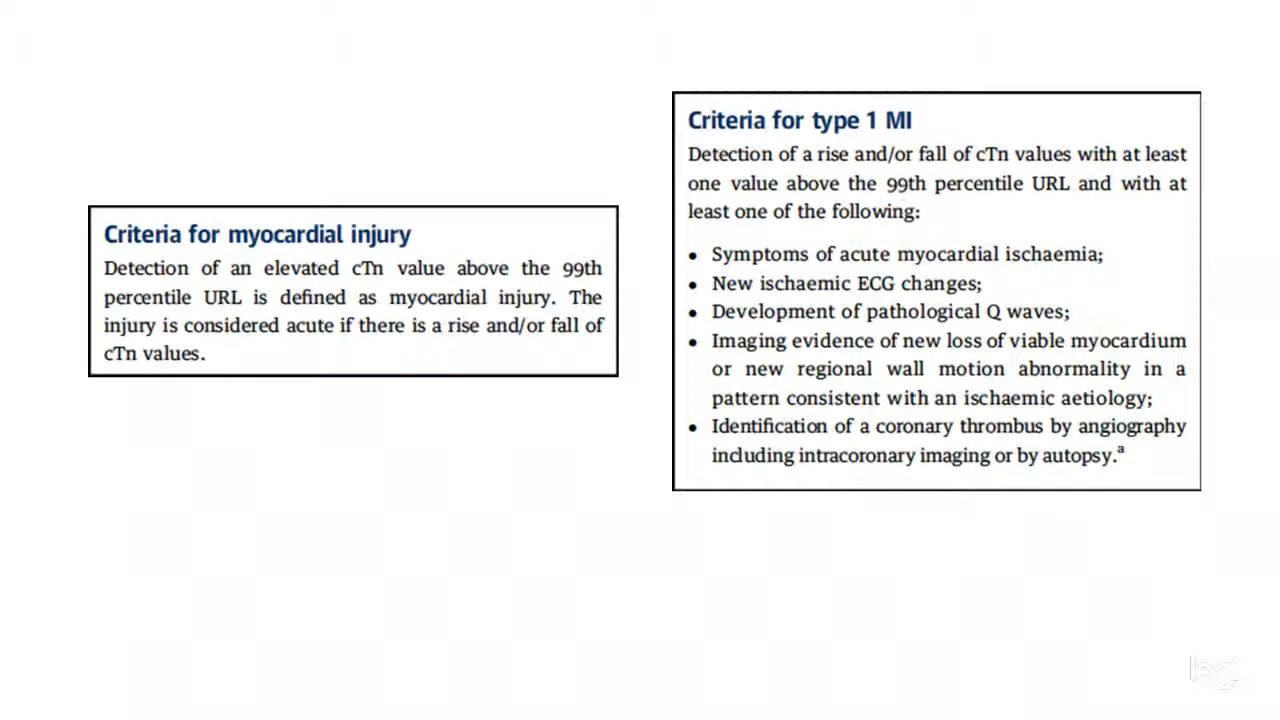 Criteria for myocardial injury
Detection of an elevated cTn value above the 99th
percentile URL is defined as myocardial injury. The
injury is considered acute if there is a rise and/or fall of
cTn values.
Criteria for type 1 MI
Detection of a rise and/or fall of cTn values with at least
one value above the 99th percentile URL and with at
least one of the following:
• Symptoms of acute myocardial ischaemia;
• New ischaemic ECG changes;
• Development of pathological Q waves;
• Imaging evidence of new loss of viable myocardium
or new regional wall motion abnormality in a
pattern consistent with an ischaemic aetiology;
• Identification of a coronary thrombus by angiography
including intracoronary imaging or by autopsy.ᵃ